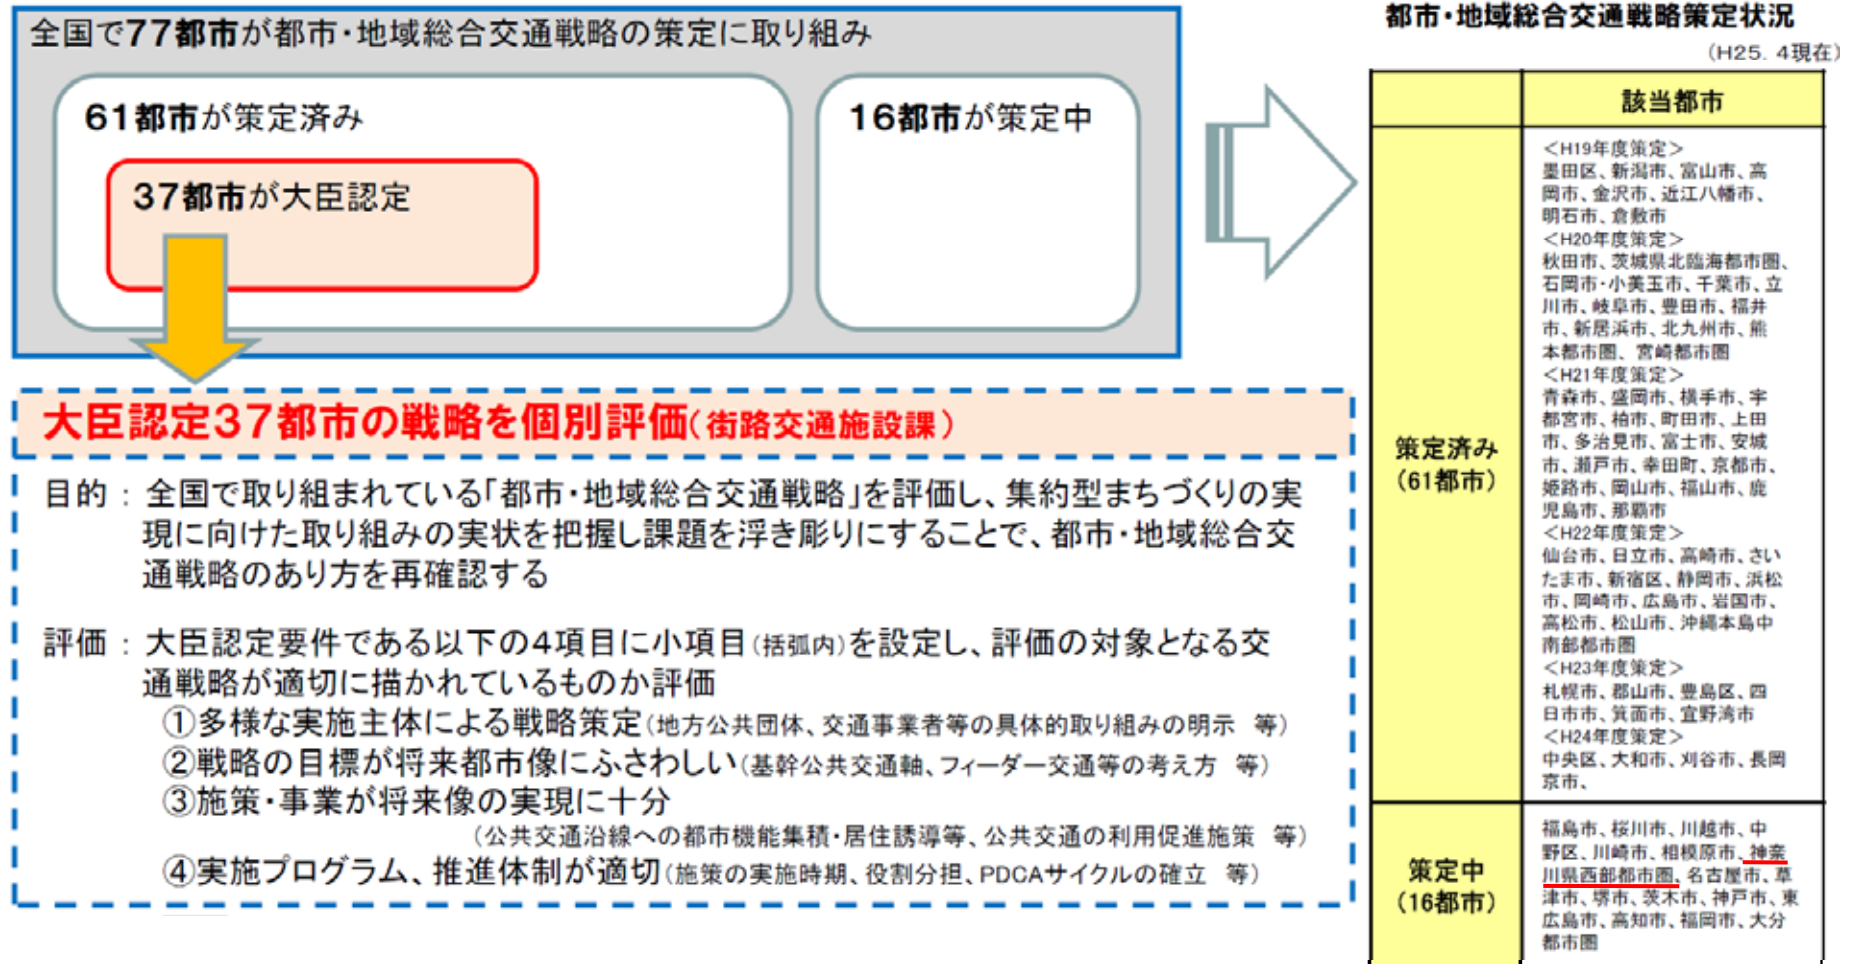 全国で77都市が都市・地域総合交通戦略の策定に取り組み
61都市が策定済み
37都市が大臣認定
16都市が策定中
大臣認定37都市の戦略を個別評価(街路交通施設課)
目的 : 全国で取り組まれている「都市・地域総合交通戦略」を評価し、集約型まちづくりの実
現に向けた取り組みの実状を把握し課題を浮き彫りにすることで、都市・地域総合交
通戦略のあり方を再確認する
評価 : 大臣認定要件である以下の4項目に小項目(括弧内)を設定し、評価の対象となる交
通戦略が適切に描かれているものか評価
①多様な実施主体による戦略策定(地方公共団体、交通事業者等の具体的取り組みの明示 等)
②戦略の目標が将来都市像にふさわしい(基幹公共交通軸、フィーダー交通等の考え方 等)
③施策・事業が将来像の実現に十分
(公共交通沿線への都市機能集積・居住誘導等、公共交通の利用促進施策 等)
④実施プログラム、推進体制が適切(施策の実施時期、役割分担、PDCAサイクルの確立 等)
都市・地域総合交通戦略策定状況
(H25.4現在)
該当都市
策定済み
(61都市)
<H19年度策定>
墨田区、新潟市、富山市、高
岡市、金沢市、近江八幡市、
明石市、倉敷市
<H20年度策定>
秋田市、茨城県北臨海都市圏、
石岡市・小美玉市、千葉市、立
川市、岐阜市、豊田市、福井
市、新居浜市、北九州市、熊
本都市圏、宮崎都市圏
<H21年度策定>
青森市、盛岡市、横手市、宇
都宮市、柏市、町田市、上田
市、多治見市、富士市、安城
市、瀬戸市、幸田町、京都市、
姫路市、岡山市、福山市、鹿
児島市、那覇市
<H22年度策定>
仙台市、日立市、高崎市、さい
たま市、新宿区、静岡市、浜松
市、岡崎市、広島市、岩国市、
高松市、松山市、沖縄本島中
南部都市圏
<H23年度策定>
札幌市、郡山市、豊島区、四
日市市、箕面市、宜野湾市
<H24年度策定>
中央区、大和市、刈谷市、長岡
京市、
策定中
(16都市)
福島市、桜川市、川越市、中
野区、川崎市、相模原市、神奈
川県西部都市圏、名古屋市、草
津市、堺市、茨木市、神戸市、東
広島市、高知市、福岡市、大分
都市圏